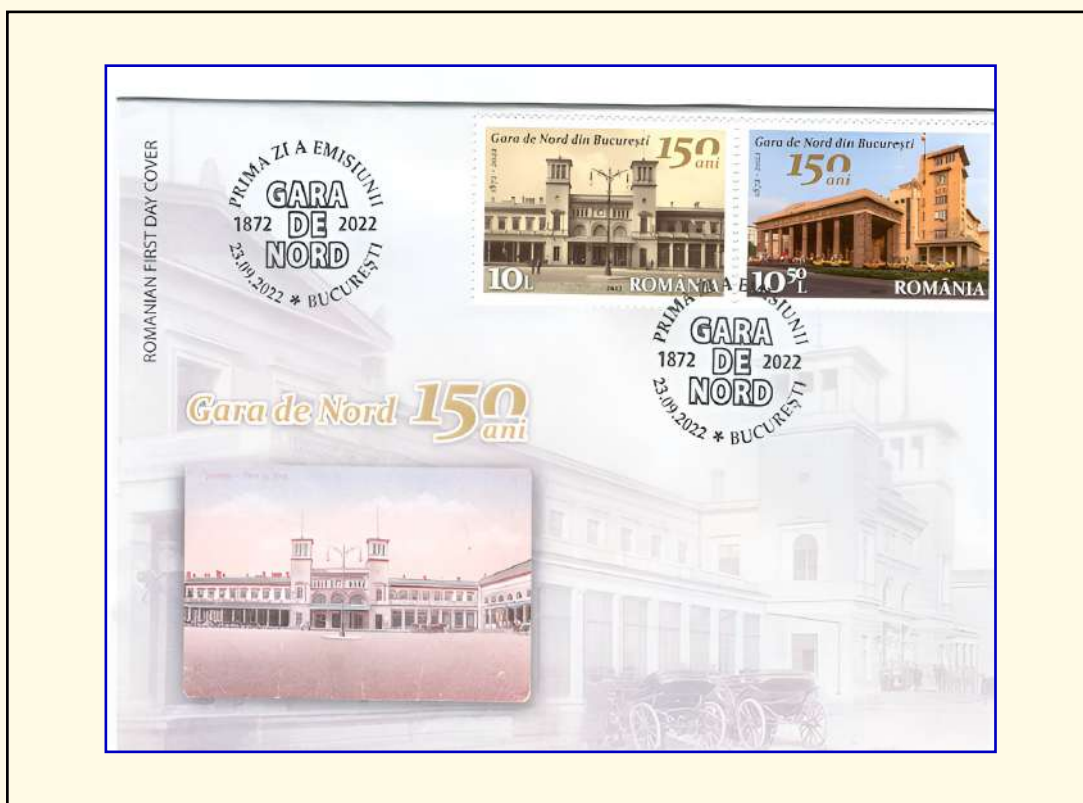 ROMANIAN FIRST DAY COVER
PRIMA ZI A EMISIUNII
GARA
1872 DE 2022
NORD
23.09.2022 * BUCUREȘTI
Gara de Nord din București
150
ani
1872 - 2022
10L
2022
ROMÂNIA
Gara de Nord din București
150
ani
1872 - 2022
10 50 L
ROMÂNIA
PRIMA ZI A EMISIUNII
GARA
1872 DE 2022
NORD
23.09.2022 * BUCUREȘTI
Gara de Nord 150
ani